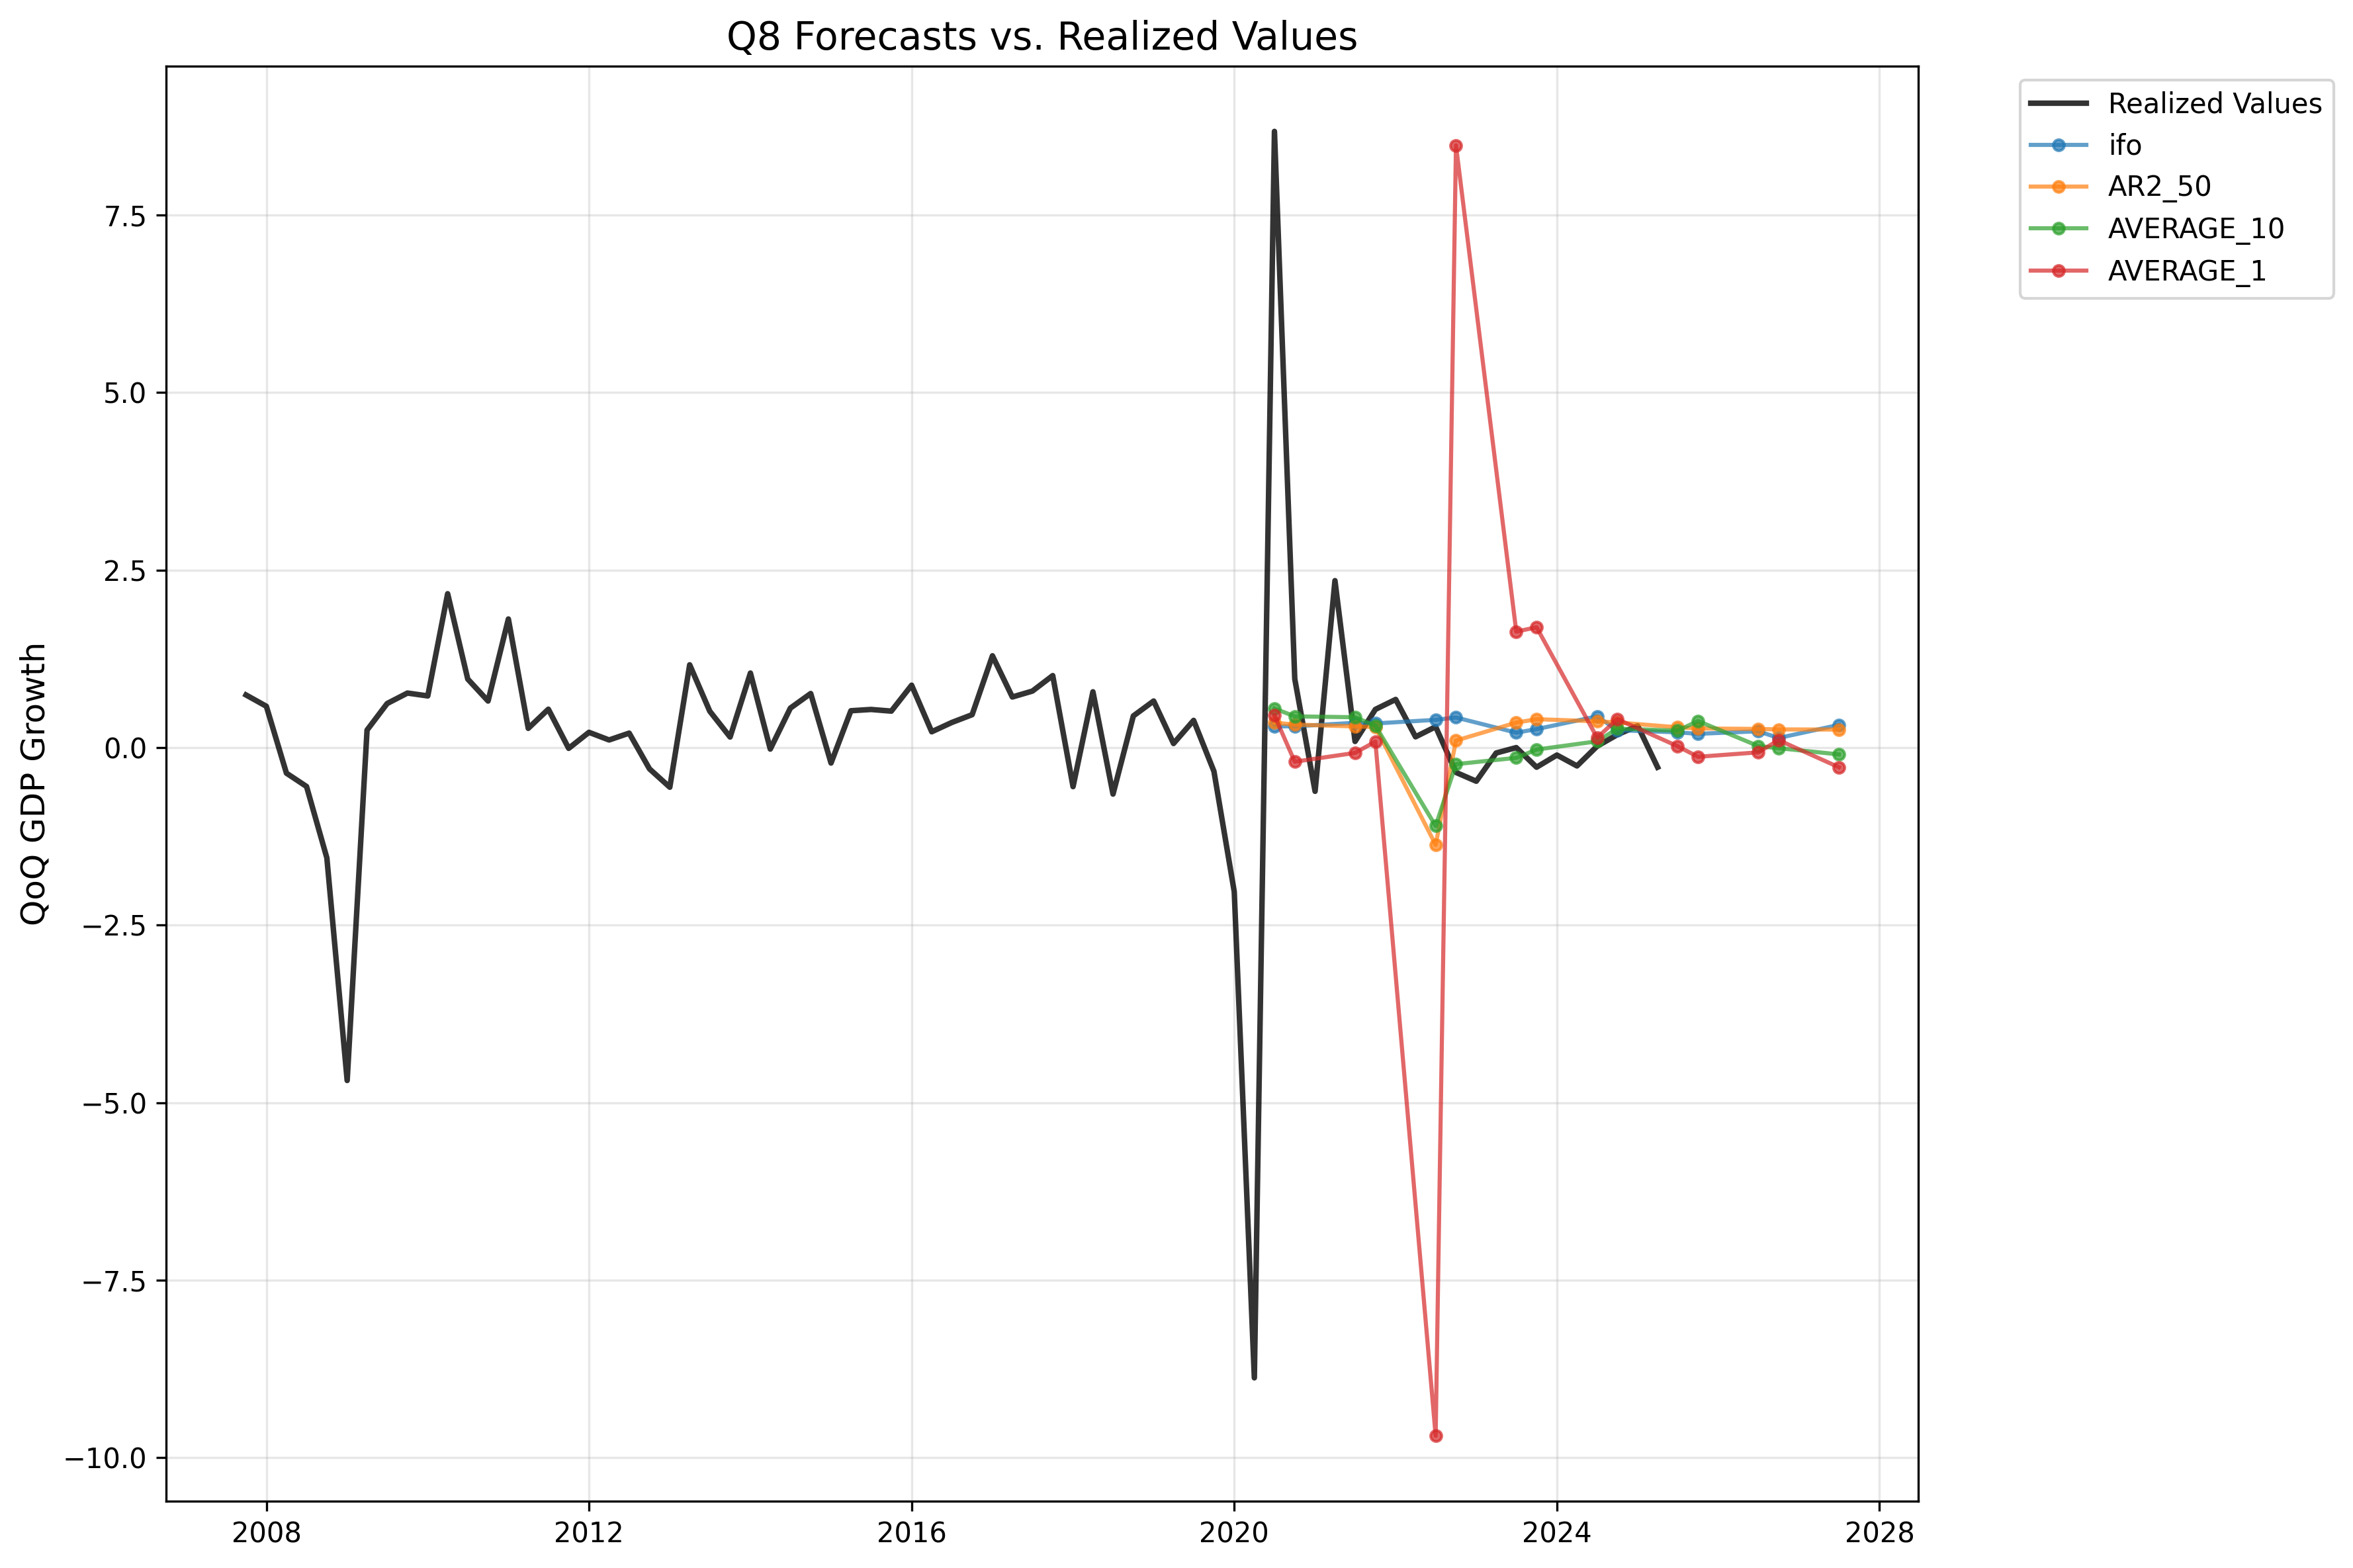 Q8 Forecasts vs. Realized Values
Realized Values
ifo
AR2_50
AVERAGE_10
AVERAGE_1
QoQ GDP Growth
7.5
5.0
2.5
0.0
−2.5
−5.0
−7.5
−10.0
2008 2012 2016 2020 2024 2028